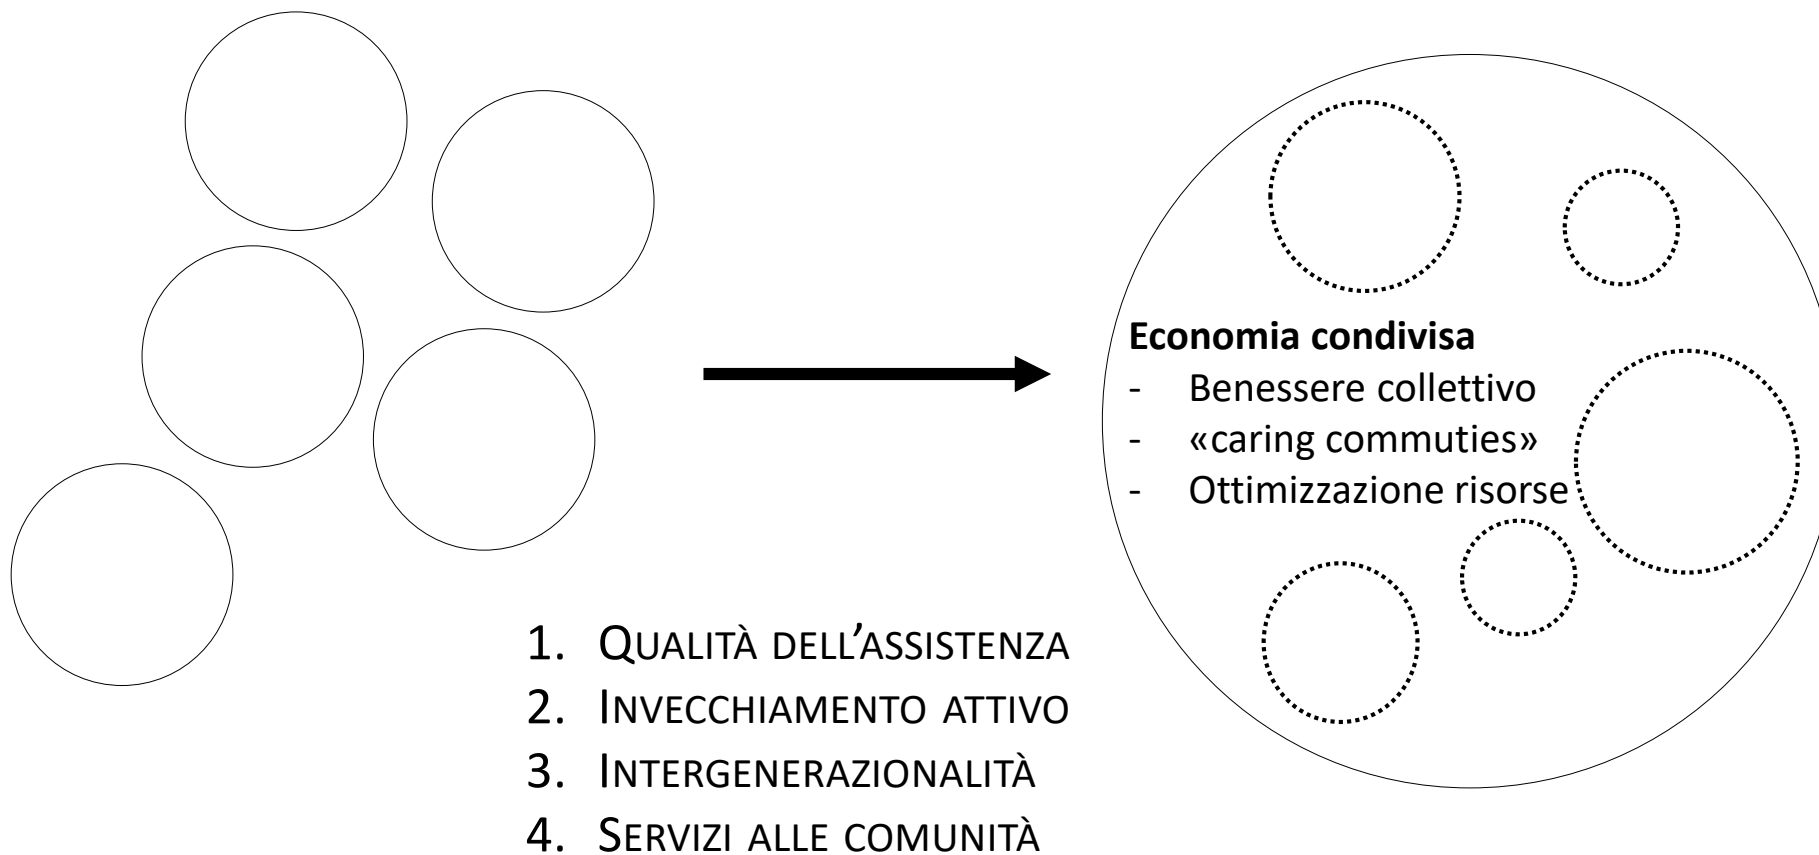 Economia condivisa
- Benessere collettivo
- «caring commuties»
- Ottimizzazione risorse
1. QUALITÀ DELL’ASSISTENZA
2. INVECCHIAMENTO ATTIVO
3. INTERGENERAZIONALITÀ
4. SERVIZI ALLE COMUNITÀ